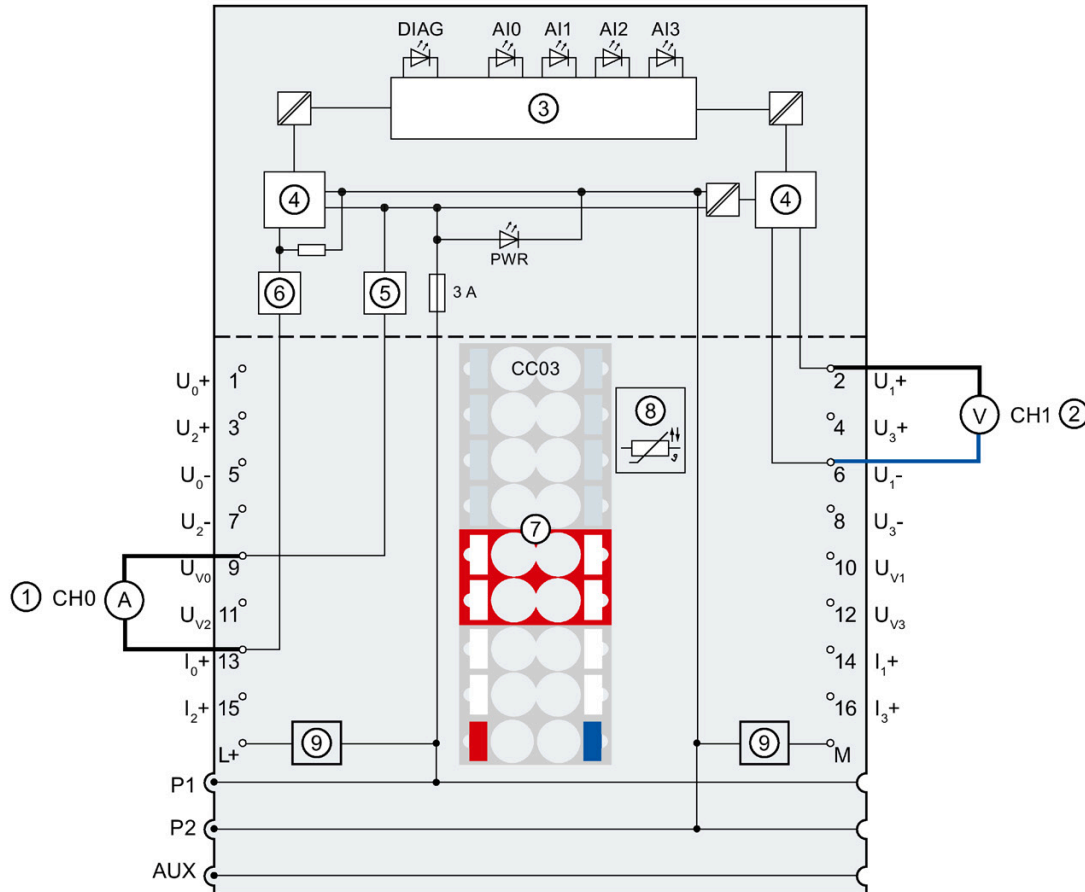 DIAG AI0 AI1 AI2 AI3
③
④ ④
PWR
⑥ ⑤ 3 A
CC03
U0+ 1 2 U1+
⑧
V CH1 ②
U2+ 3 4 U3+
U0- 5 6 U1-
U2- 7 8 U3-
⑦
UV0 9 10 UV1
① CH0 A
UV2 11 12 UV3
I0+ 13 14 I1+
I2+ 15 16 I3+
L+ ⑨ ⑨ M
P1
P2
AUX